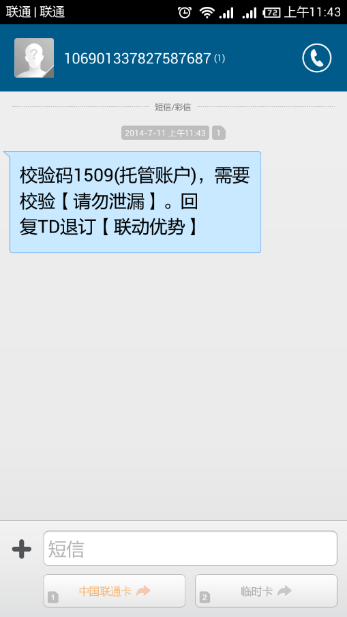 联通 | 联通 72 上午11:43
106901337827587687 (1)
短信/彩信
2014-7-11 上午11:43 1
校验码1509(托管账户)，需要
校验【请勿泄漏】。回
复TD退订【联动优势】
短信
1 中国联通卡
2 临时卡